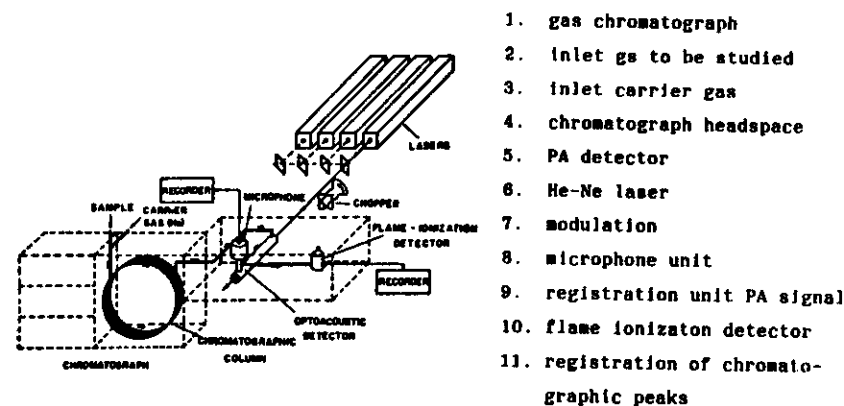 LASERS
CHOPPER
RECORDER
MICROPHONE
SAMPLE
CARRIER
GAS (He)
FLAME-IONIZATION
DETECTOR
RECORDER
OPTOACOUSTIC
DETECTOR
CHROMATOGRAPHIC
COLUMN
CHROMATOGRAPH
1. gas chromatograph
2. inlet gs to be studied
3. inlet carrier gas
4. chromatograph headspace
5. PA detector
6. He-Ne laser
7. modulation
8. microphone unit
9. registration unit PA signal
10. flame ionizaton detector
11. registration of chromato-
graphic peaks